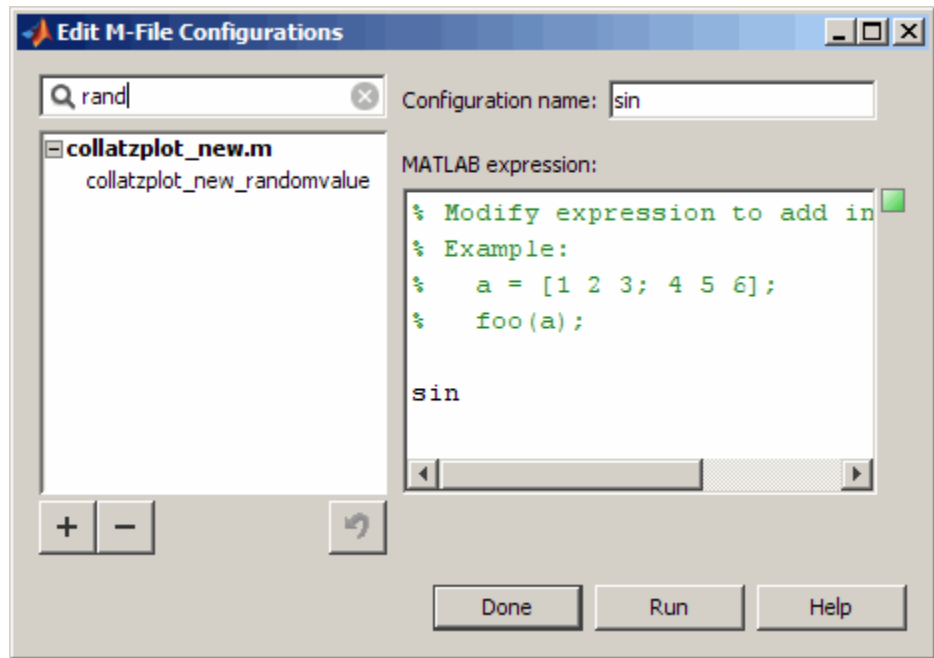 Edit M-File Configurations
rand
Configuration name: sin
collatzplot_new.m
collatzplot_new_randomvalue
MATLAB expression:
% Modify expression to add in
% Example:
%   a = [1 2 3; 4 5 6];
%   foo(a);
sin
Done Run Help